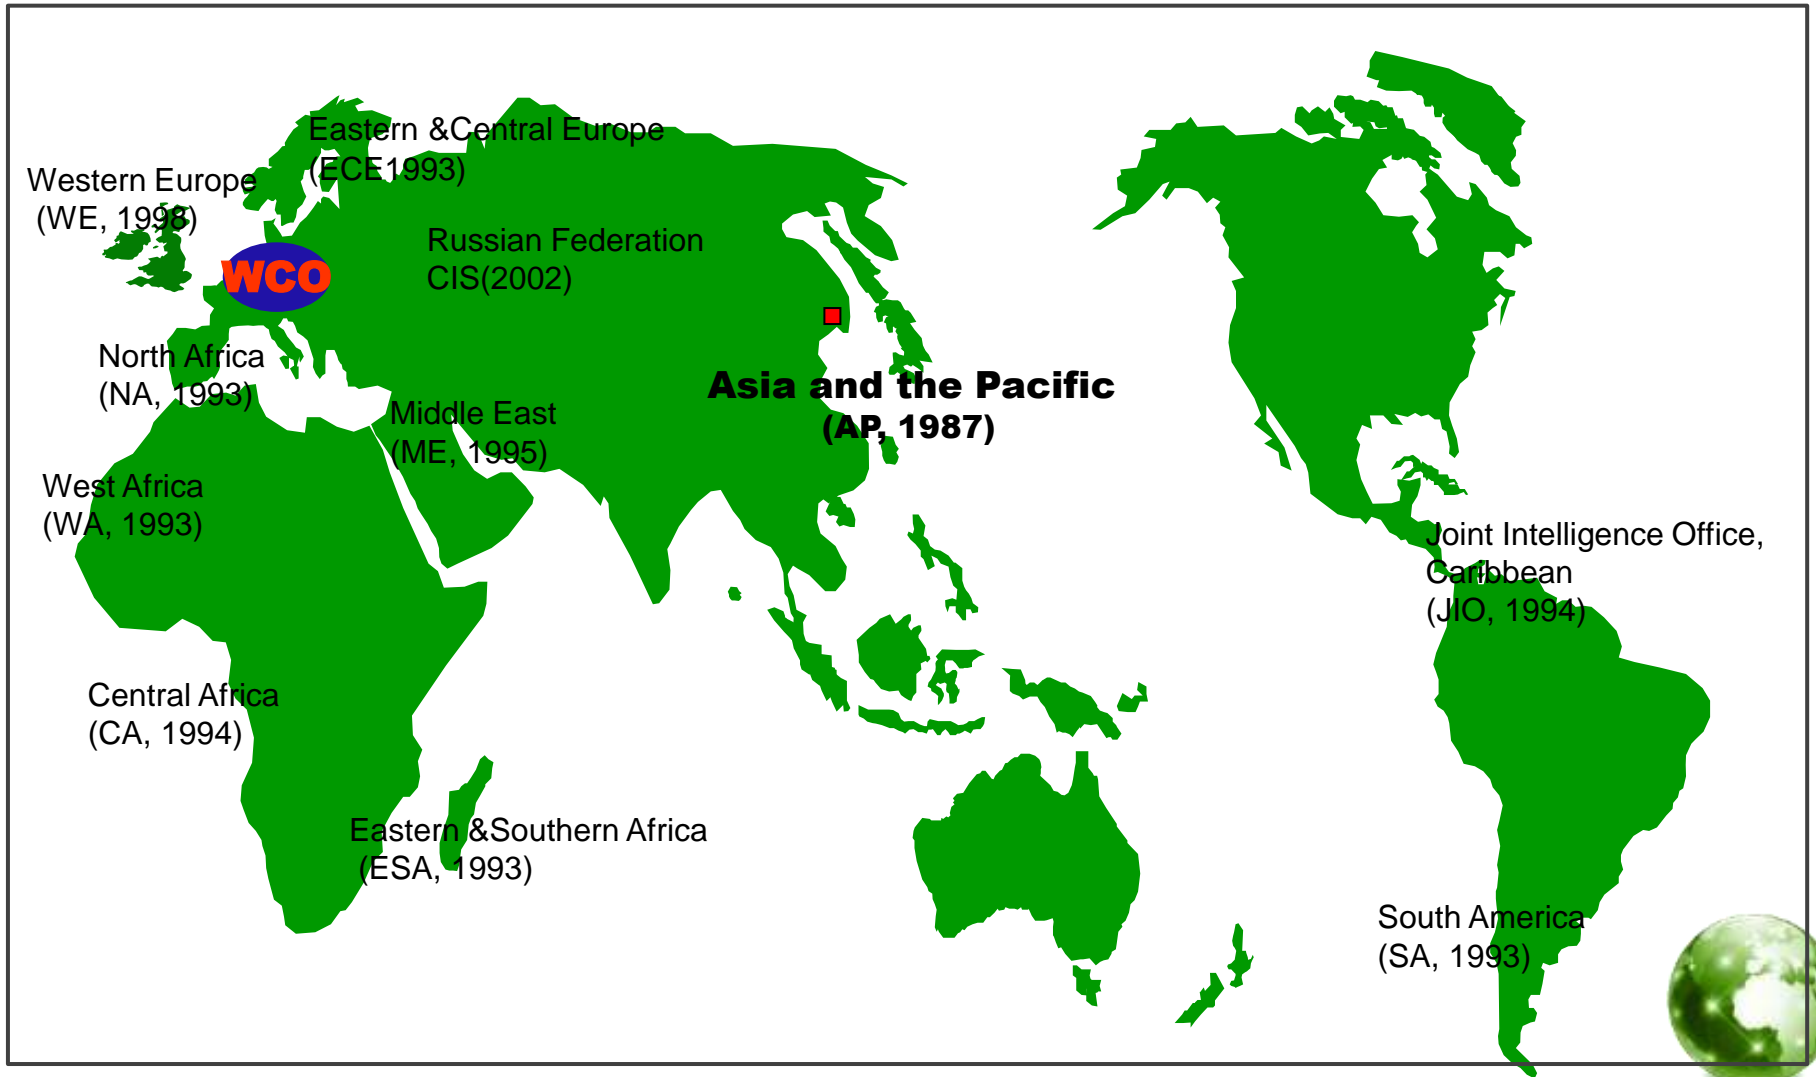 Eastern &Central Europe
(ECE1993)
Western Europe
(WE, 1998)
Russian Federation
CIS(2002)
WCO
North Africa
(NA, 1993)
Asia and the Pacific
(AP, 1987)
Middle East
(ME, 1995)
West Africa
(WA, 1993)
Joint Intelligence Office,
Caribbean
(JIO, 1994)
Central Africa
(CA, 1994)
Eastern &Southern Africa
(ESA, 1993)
South America
(SA, 1993)